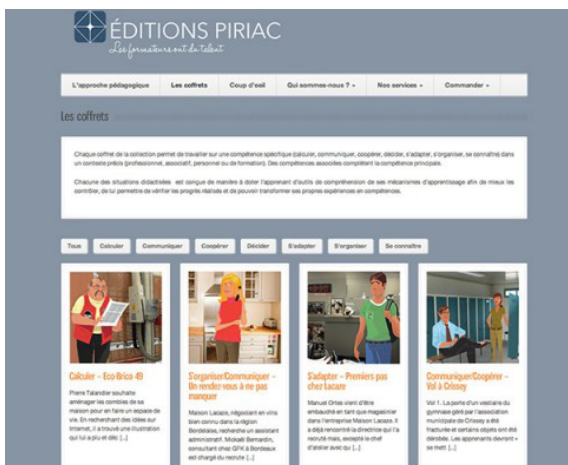 ÉDITIONS PIRIAC
Les formateurs ont du talent
L'approche pédagogique
Les coffrets
Coup d'oeil
Qui sommes-nous ?
Nos services
Commander
Les coffrets
Chaque coffret de la collection permet de travailler sur une compétence spécifique (calculer, communiquer, coopérer, décider, s'adapter, s'organiser, se connaître) dans
un contexte précis (professionnel, associatif, personnel ou de formation). Des compétences associées complètent la compétence principale.
Chacune des situations didactisées est conçue de manière à doter l'apprenant d'outils de compréhension de ses mécanismes d'apprentissage afin de mieux les
contrôler, de lui permettre de vérifier les progrès réalisés et de pouvoir transformer ses propres expériences en compétences.
Tous
Calculer
Communiquer
Coopérer
Décider
S'adapter
S'organiser
Se connaître
Calculer – Eco-Brico 49
Pierre Talandier souhaite
aménager les combles de sa
maison pour en faire un espace de
vie. En recherchant des idées sur
Internet, il a trouvé une illustration
qui lui a plu et déc [...]
S'organiser/Communiquer –
Un rendez-vous à ne pas
manquer
Maison Lacaze, négociant en vins
bien connu dans la région
Bordelaise, recherche un assistant
administratif. Mickaël Bernardin,
consultant chez GFK à Bordeaux
est chargé du recrute [...]
S'adapter – Premiers pas
chez Lacaze
Manuel Ortes vient d'être
embauché en tant que magasinier
dans l'entreprise Maison Lacaze. Il
a déjà rencontré la directrice qui l'a
recruté mais, excepté le chef
d'atelier avec qu [...]
Communiquer/Coopérer –
Vol à Crissey
Vol 1. La porte d'un vestiaire du
gymnase géré par l'association
municipale de Crissey a été
fracturée et certains objets ont été
dérobés. Les apprenants devront «
se mett [...]